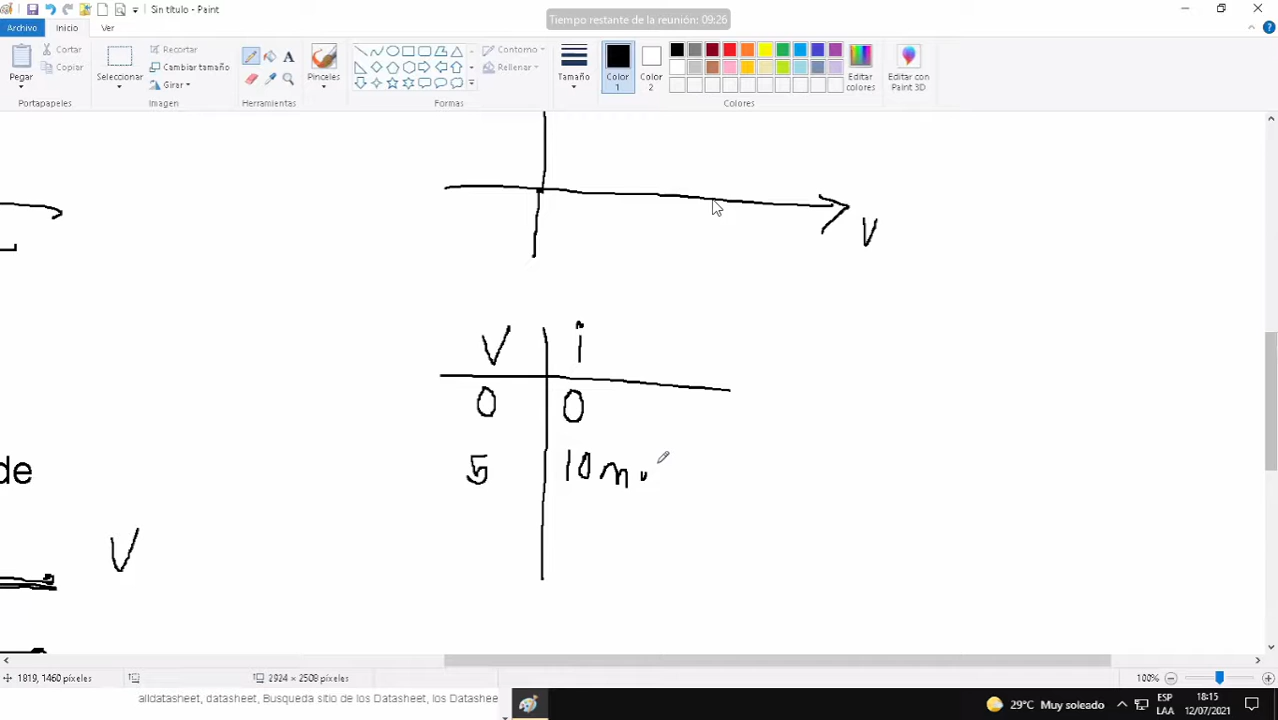 Sin título - Paint
Tiempo restante de la reunión: 09:26
Archivo Inicio Ver
Pegar
Cortar
Copiar
Portapapeles
Seleccionar
Recortar
Cambiar tamaño
Girar
Imagen
Herramientas
Pinceles
Contorno
Rellenar
Formas
Tamaño
Color 1
Color 2
Editar colores
Colores
Editar con Paint 3D
V
V i
0 0
5 10m
de
V
1819, 1460 píxeles
2924 × 2508 píxeles
100%
alldatasheet, datasheet, Busqueda sitio de los Datasheet, los Datashee
29°C Muy soleado
ESP
LAA
18:15
12/07/2021